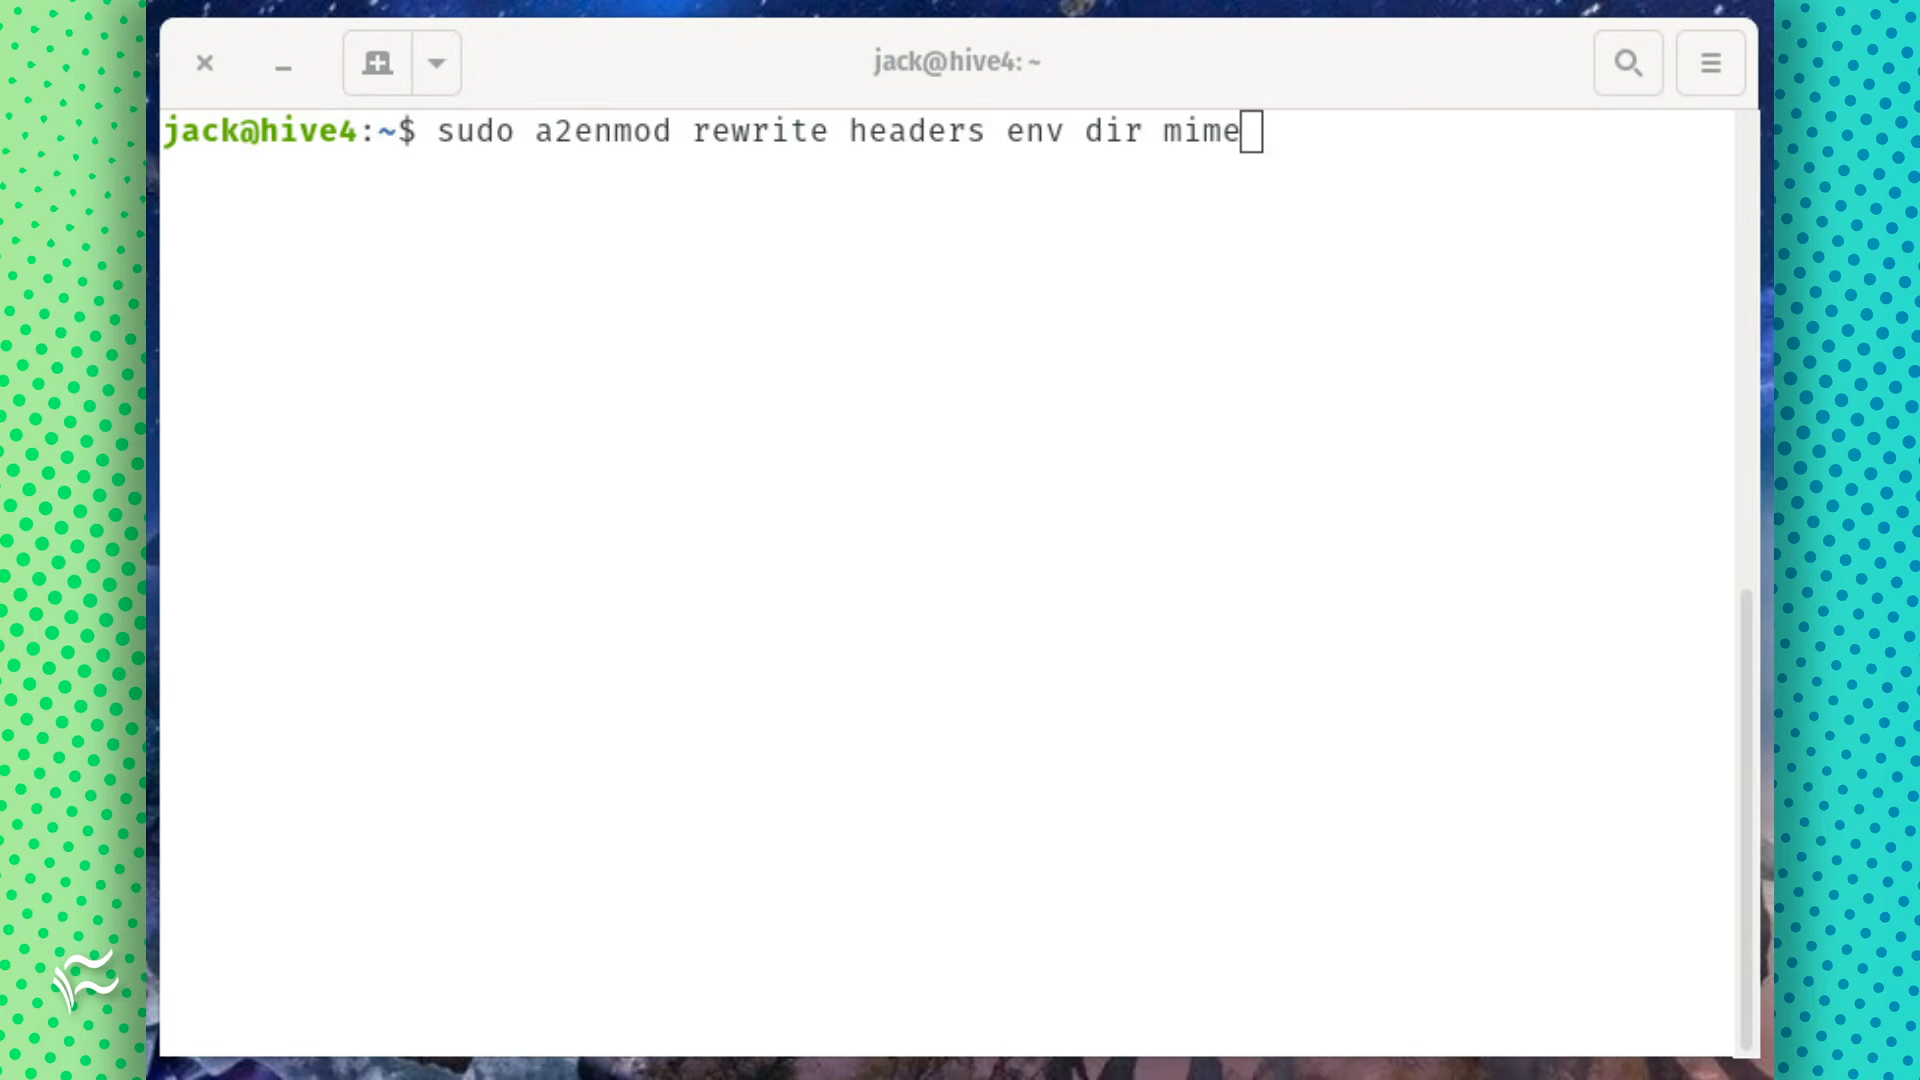 jack@hive4: ~
jack@hive4:~$ sudo a2enmod rewrite headers env dir mime